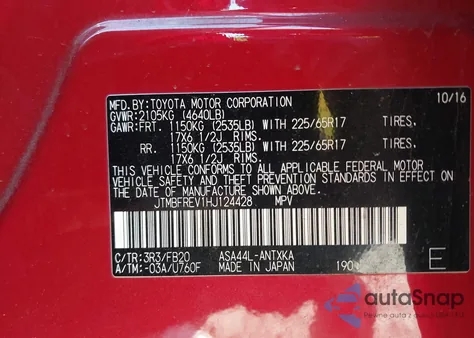 MFD. BY: TOYOTA MOTOR CORPORATION 10/16
GVWR: 2105KG (4640LB)
GAWR: FRT. 1150KG (2535LB) WITH 225/65R17 TIRES.
17X6 1/2J RIMS.
RR. 1150KG (2535LB) WITH 225/65R17 TIRES.
17X6 1/2J RIMS.
THIS VEHICLE CONFORMS TO ALL APPLICABLE FEDERAL MOTOR
VEHICLE SAFETY AND THEFT PREVENTION STANDARDS IN EFFECT ON
THE DATE OF MANUFACTURE SHOWN ABOVE.
JTMBFREV1HJ124428 MPV
C/TR: 3R3/FB20 ASA44L-ANTXKA
A/TM: -03A/U760F MADE IN JAPAN 190 E
autoSnap
Pewne auta z